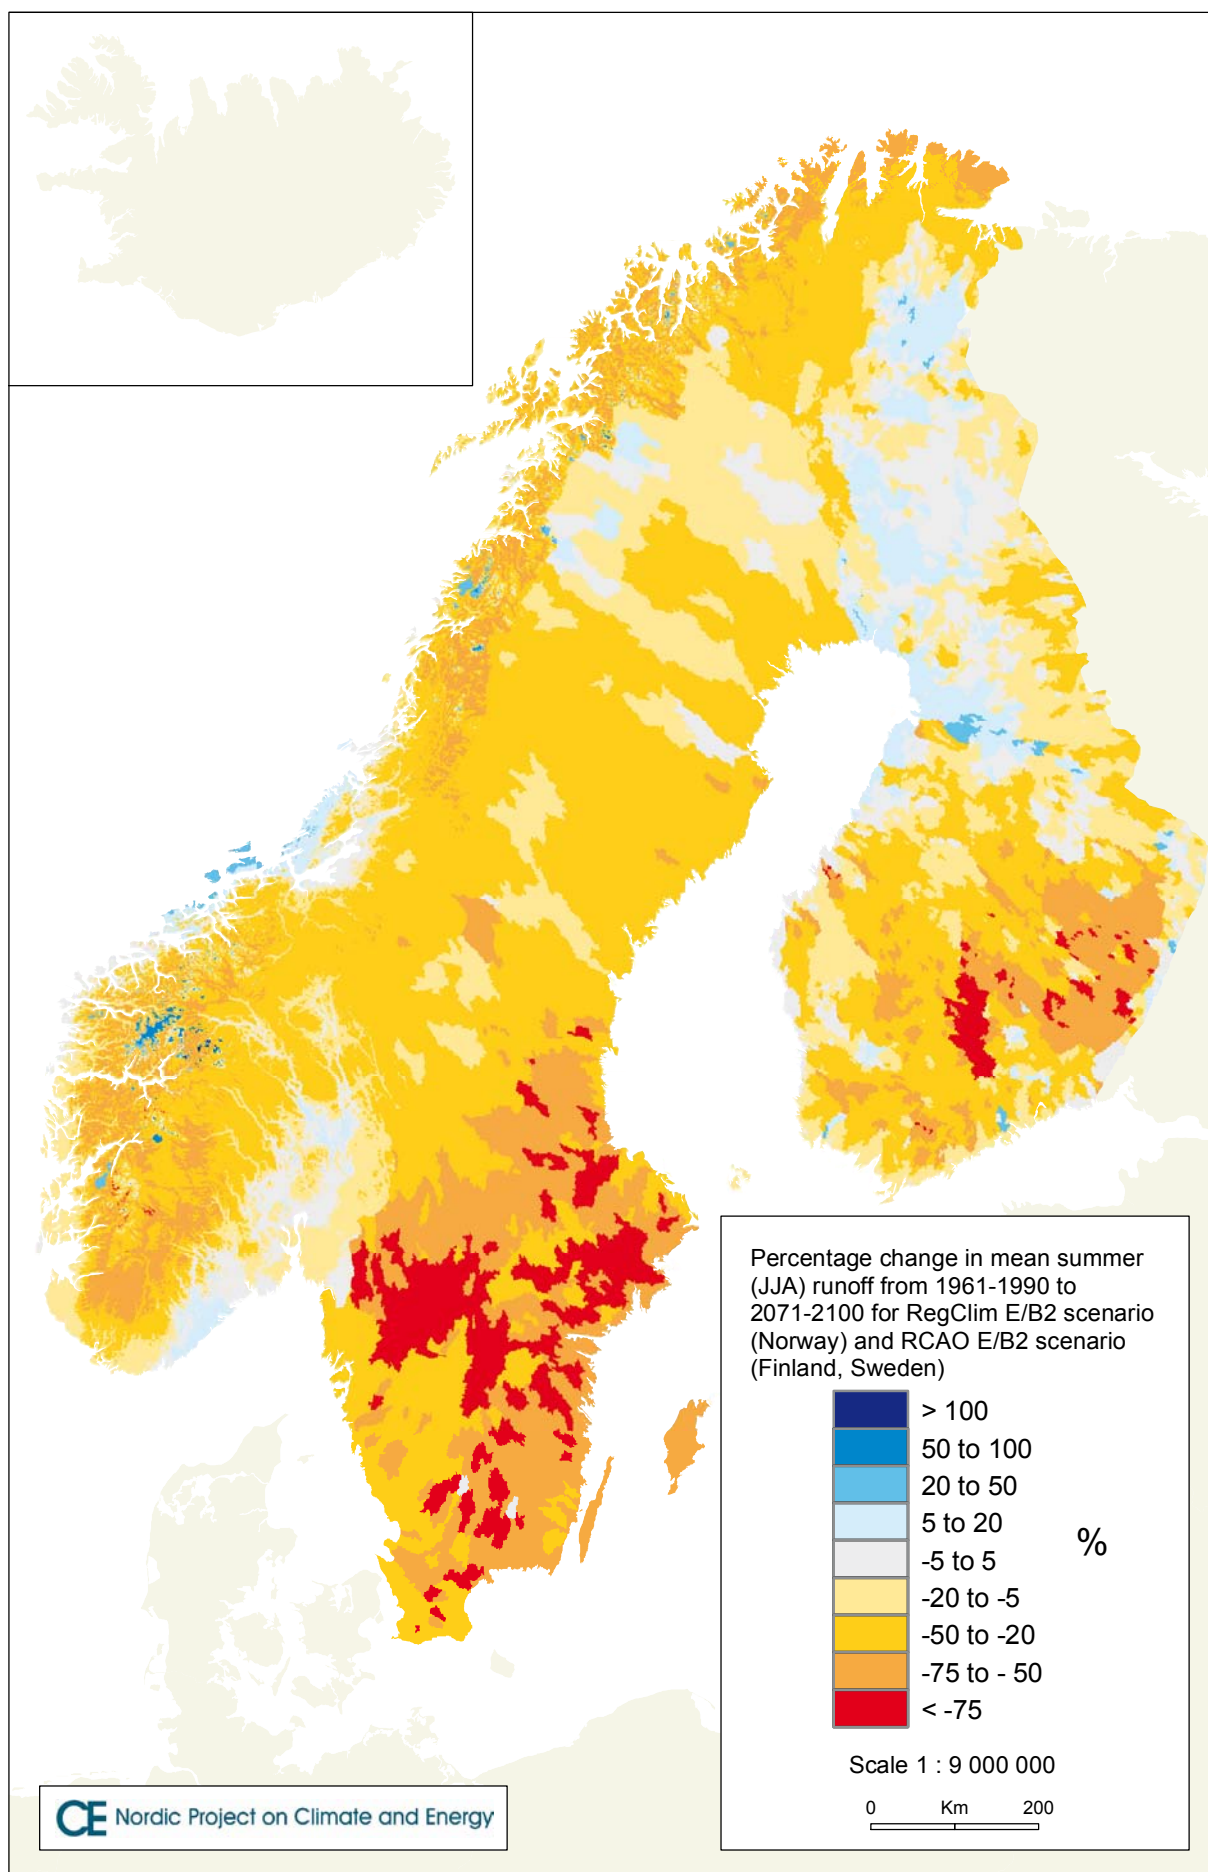 Percentage change in mean summer
(JJA) runoff from 1961-1990 to
2071-2100 for RegClim E/B2 scenario
(Norway) and RCAO E/B2 scenario
(Finland, Sweden)
> 100
50 to 100
20 to 50
5 to 20
-5 to 5
%
-20 to -5
-50 to -20
-75 to - 50
< -75
Scale 1 : 9 000 000
0 Km 200
CE Nordic Project on Climate and Energy